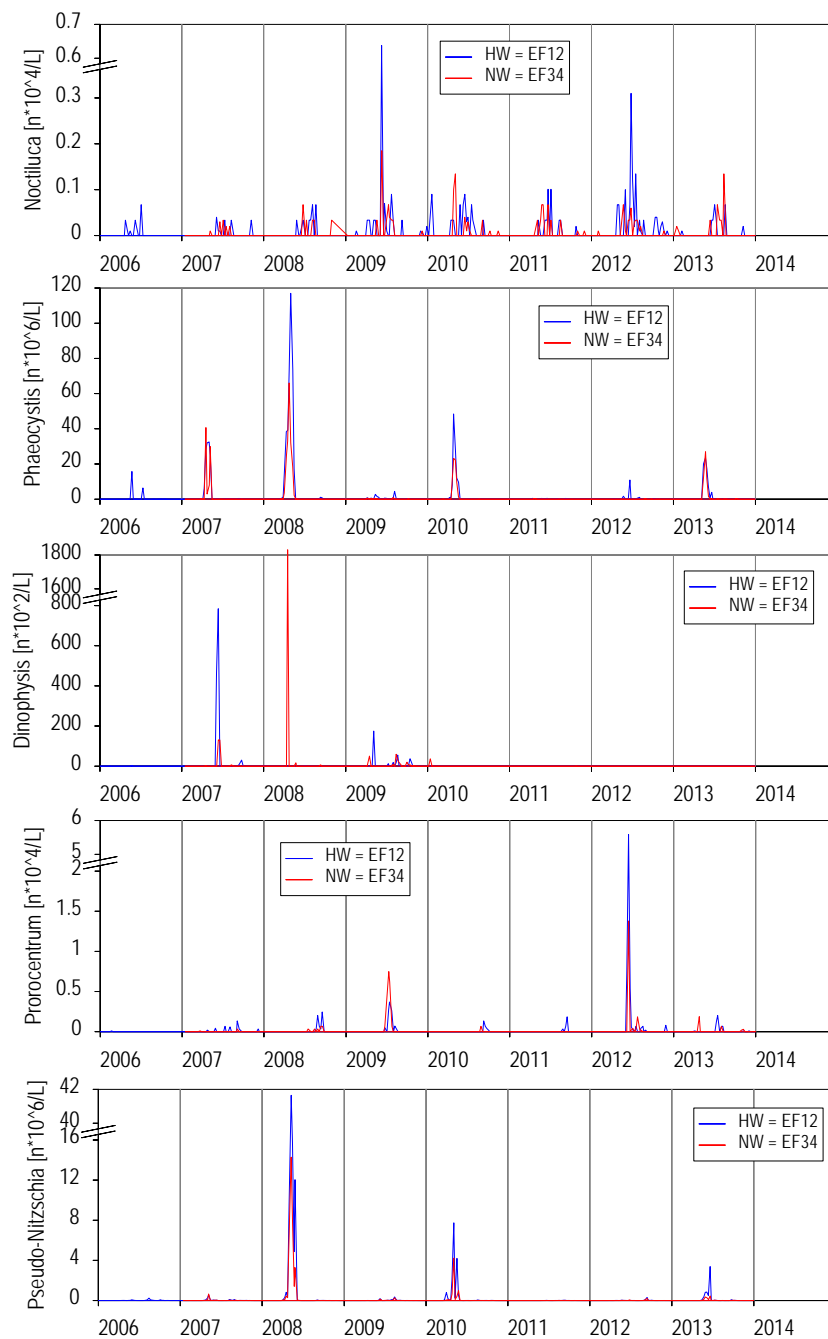 0.7
0.6
0.3
0.2
0.1
0
Noctiluca [n*10^4/L]
HW = EF12
NW = EF34
2006 2007 2008 2009 2010 2011 2012 2013 2014
120
100
80
60
40
20
0
Phaeocystis [n*10^6/L]
HW = EF12
NW = EF34
2006 2007 2008 2009 2010 2011 2012 2013 2014
1800
1600
800
600
400
200
0
Dinophysis [n*10^2/L]
HW = EF12
NW = EF34
2006 2007 2008 2009 2010 2011 2012 2013 2014
6
5
2
1.5
1
0.5
0
Prorocentrum [n*10^4/L]
HW = EF12
NW = EF34
2006 2007 2008 2009 2010 2011 2012 2013 2014
42
40
16
12
8
4
0
Pseudo-Nitzschia [n*10^6/L]
HW = EF12
NW = EF34
2006 2007 2008 2009 2010 2011 2012 2013 2014